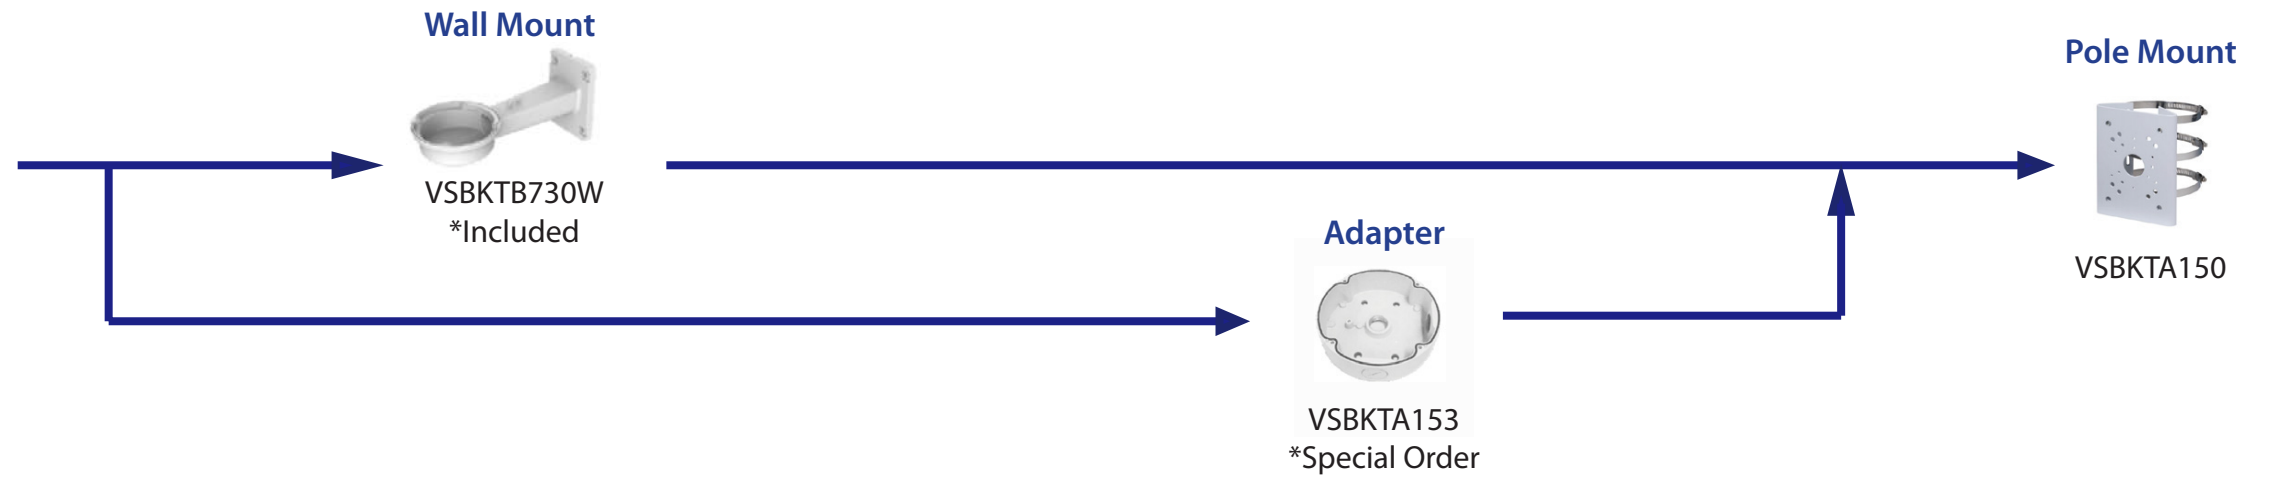 Wall Mount
VSBKTB730W
*Included
Adapter
VSBKTA153
*Special Order
Pole Mount
VSBKTA150